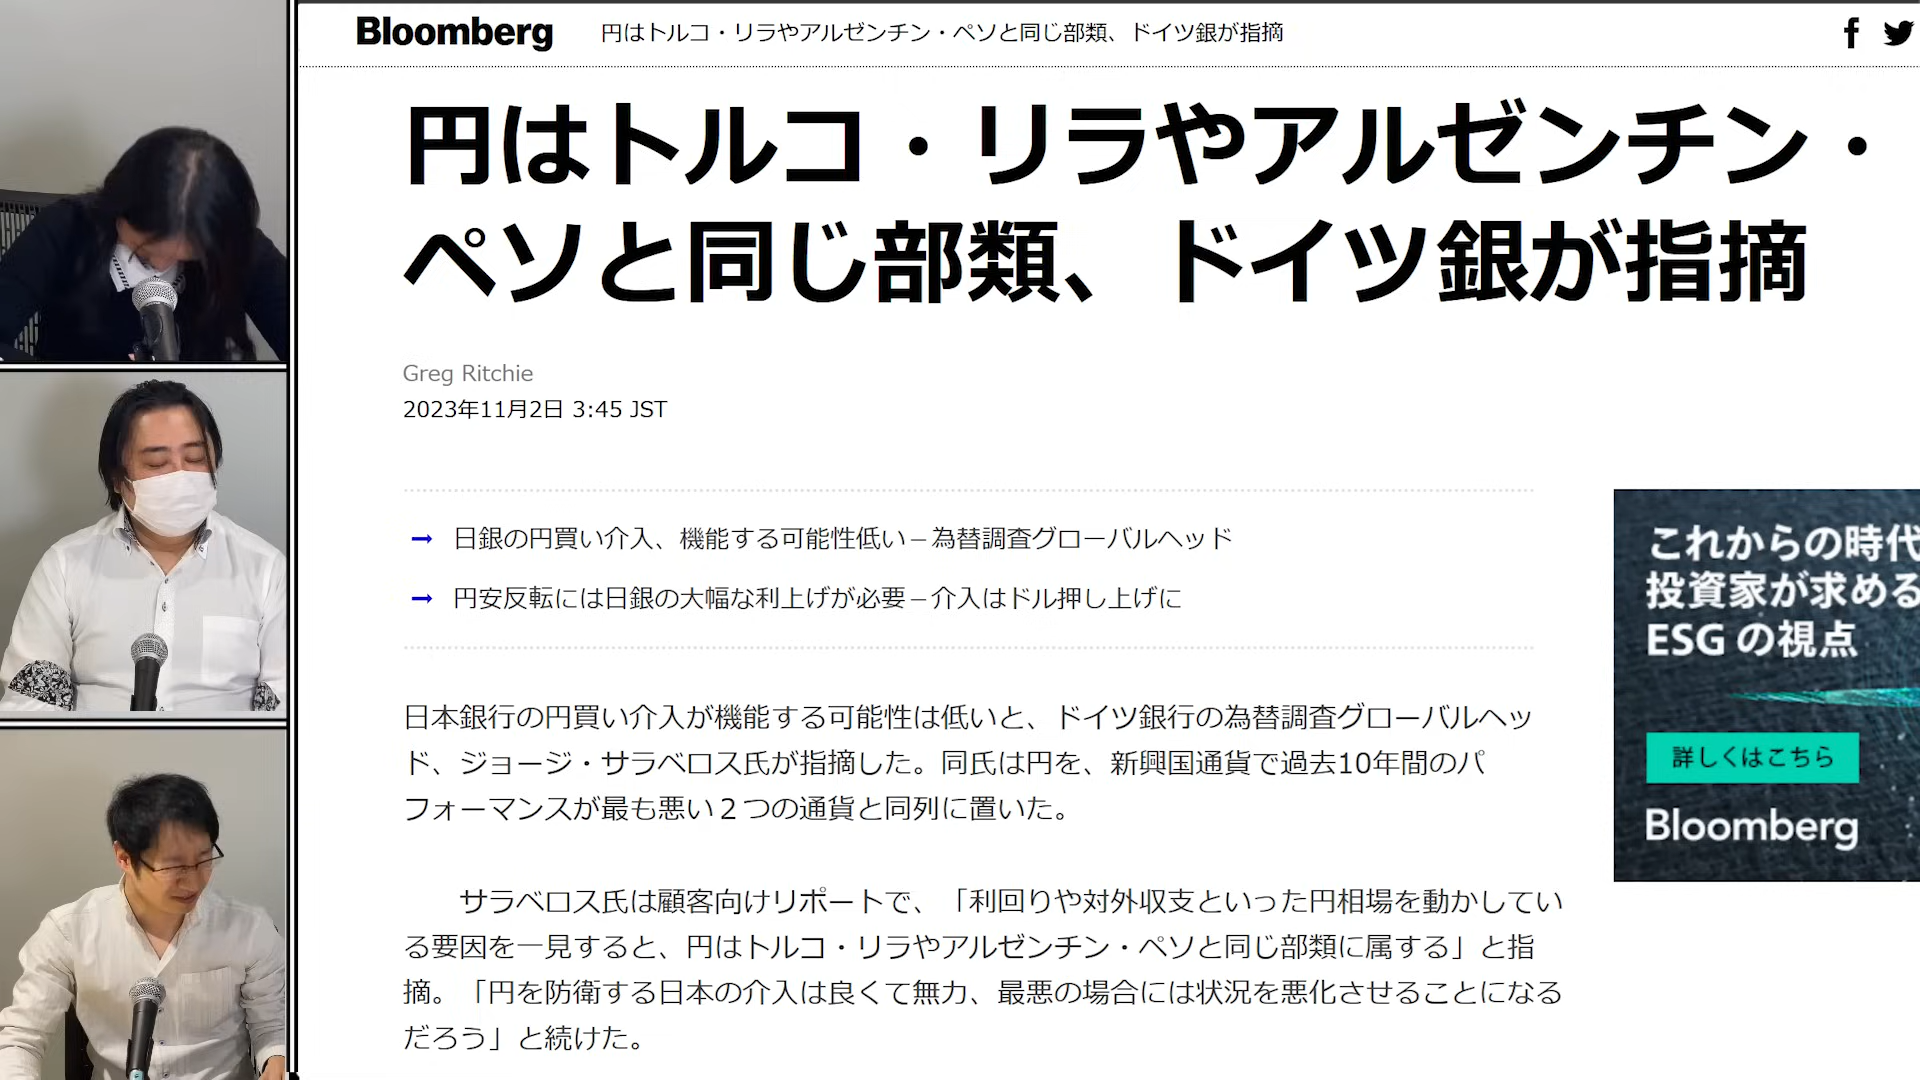 Bloomberg 円はトルコ・リラやアルゼンチン・ペソと同じ部類、ドイツ銀が指摘
円はトルコ・リラやアルゼンチン・
ペソと同じ部類、ドイツ銀が指摘
Greg Ritchie
2023年11月2日 3:45 JST
→ 日銀の円買い介入、機能する可能性低い – 為替調査グローバルヘッド
→ 円安反転には日銀の大幅な利上げが必要 – 介入はドル押し上げに
日本銀行の円買い介入が機能する可能性は低いと、ドイツ銀行の為替調査グローバルヘッ
ド、ジョージ・サラベロス氏が指摘した。同氏は円を、新興国通貨で過去10年間のパ
フォーマンスが最も悪い２つの通貨と同列に置いた。
サラベロス氏は顧客向けリポートで、「利回りや対外収支といった円相場を動かしてい
る要因を一見すると、円はトルコ・リラやアルゼンチン・ペソと同じ部類に属する」と指
摘。「円を防衛する日本の介入は良くて無力、最悪の場合には状況を悪化させることになる
だろう」と続けた。
これからの時代
投資家が求める
ESG の視点
詳しくはこちら
Bloomberg